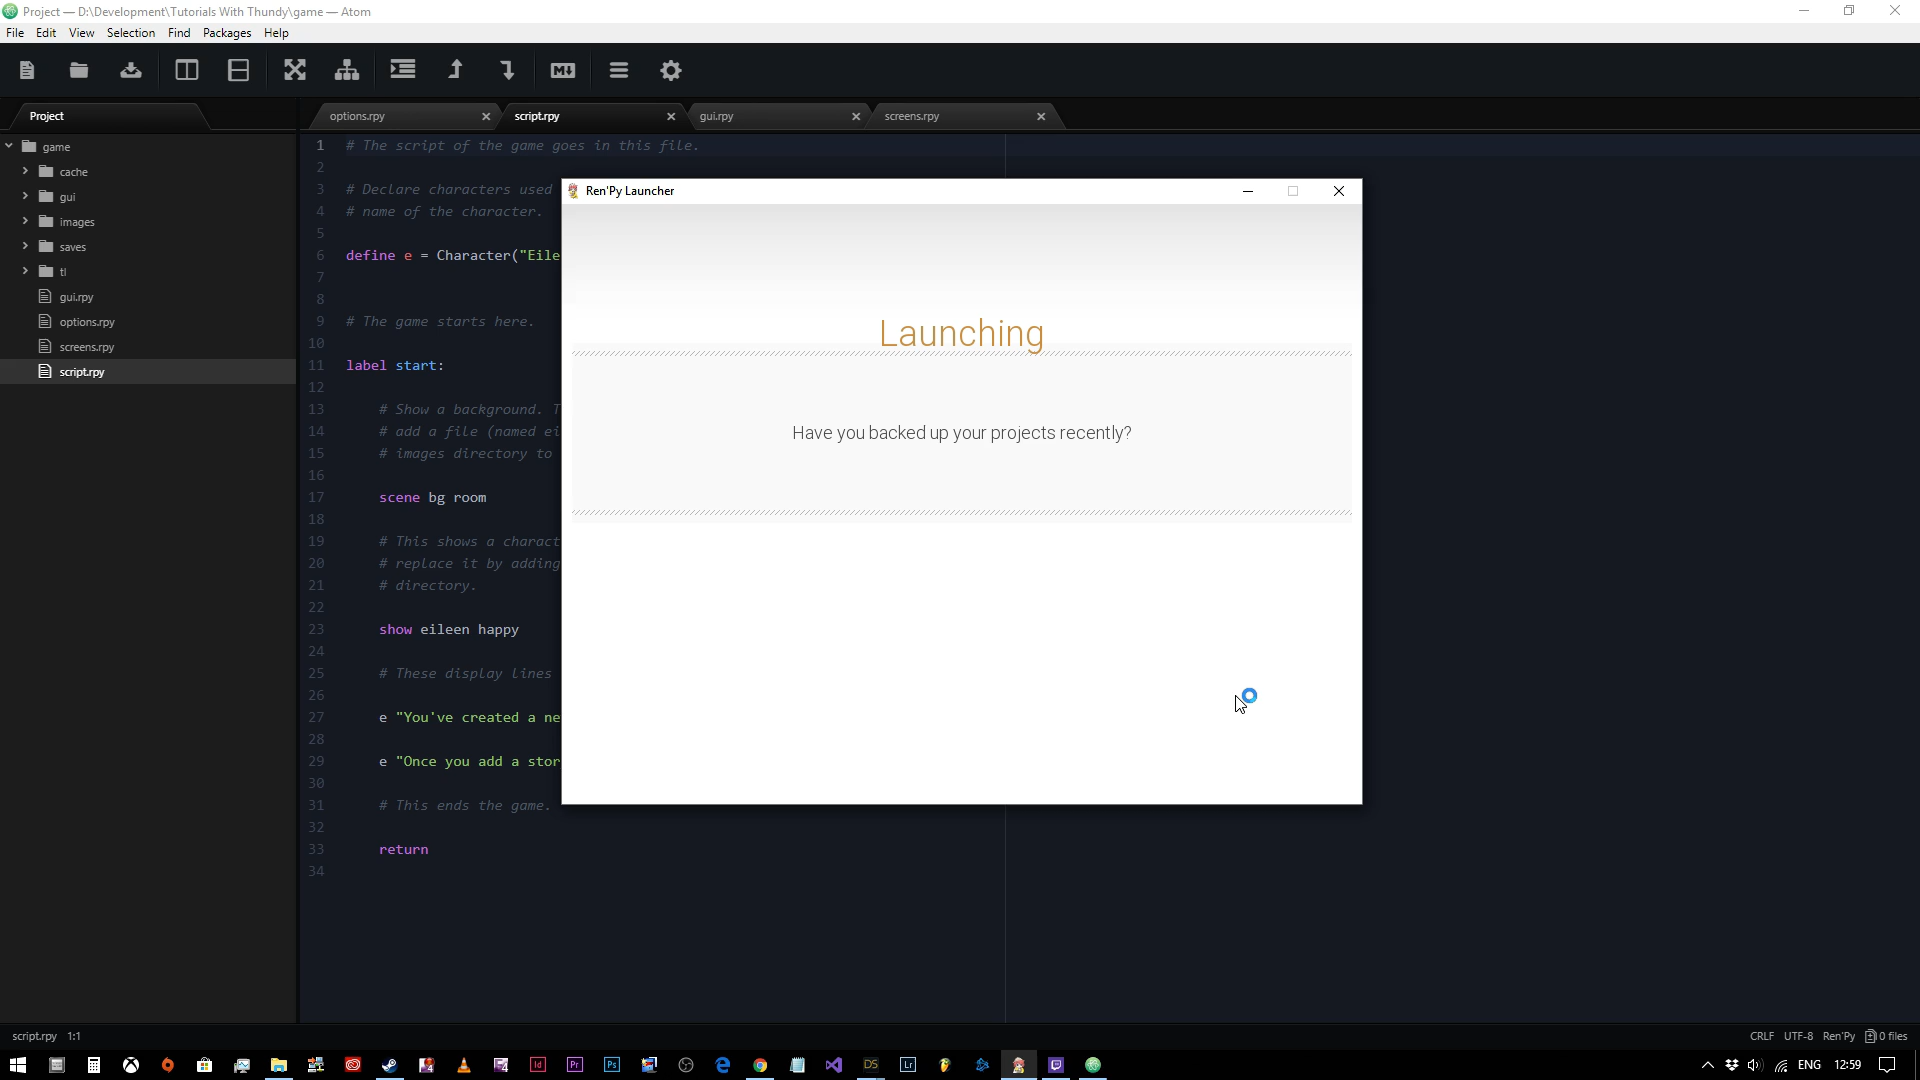 Project — D:\Development\Tutorials With Thundy\game — Atom
File Edit View Selection Find Packages Help
Project
options.rpy
script.rpy
gui.rpy
screens.rpy
game
cache
gui
images
saves
tl
gui.rpy
options.rpy
screens.rpy
script.rpy
1 # The script of the game goes in this file.
2
3 # Declare characters used
4 # name of the character.
5
6 define e = Character("Eile
7
8
9 # The game starts here.
10
11 label start:
12
13 # Show a background. T
14 # add a file (named ei
15 # images directory to
16
17 scene bg room
18
19 # This shows a charact
20 # replace it by adding
21 # directory.
22
23 show eileen happy
24
25 # These display lines
26
27 e "You've created a ne
28
29 e "Once you add a stor
30
31 # This ends the game.
32
33 return
34
Ren'Py Launcher
Launching
Have you backed up your projects recently?
script.rpy 1:1
CRLF UTF-8 Ren'Py 0 files
Id Pr Ps DS Lr
ENG 12:59